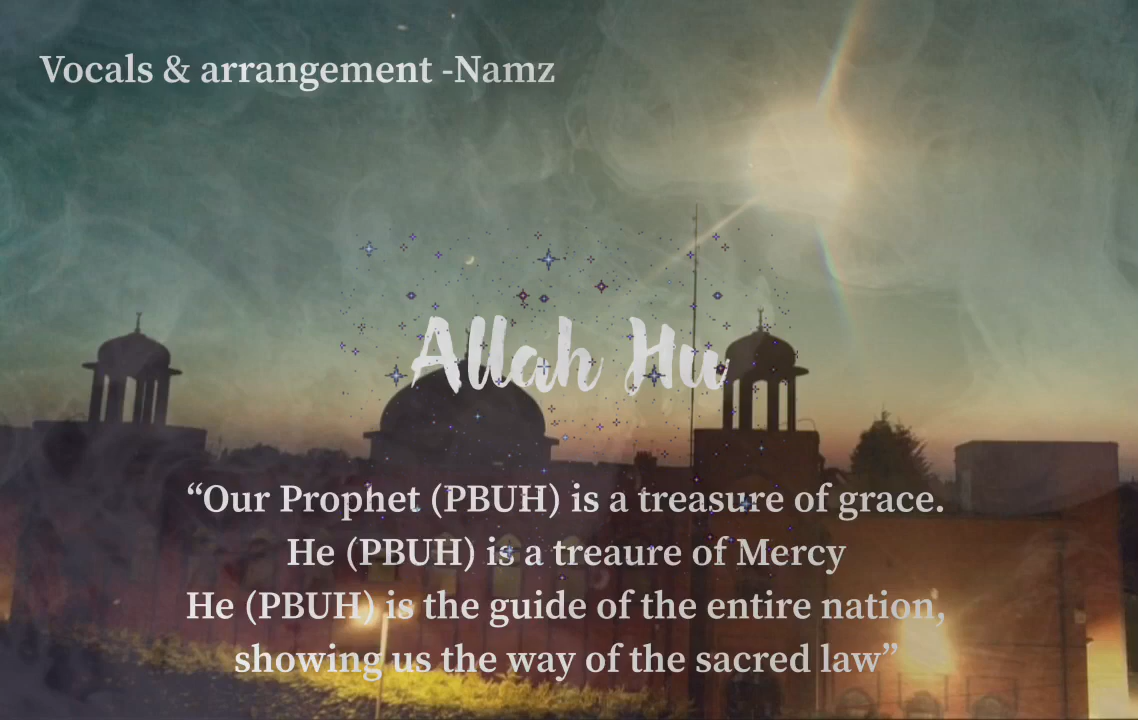 Vocals & arrangement -Namz
Allah Hu
“Our Prophet (PBUH) is a treasure of grace.
He (PBUH) is a treaure of Mercy
He (PBUH) is the guide of the entire nation,
showing us the way of the sacred law”